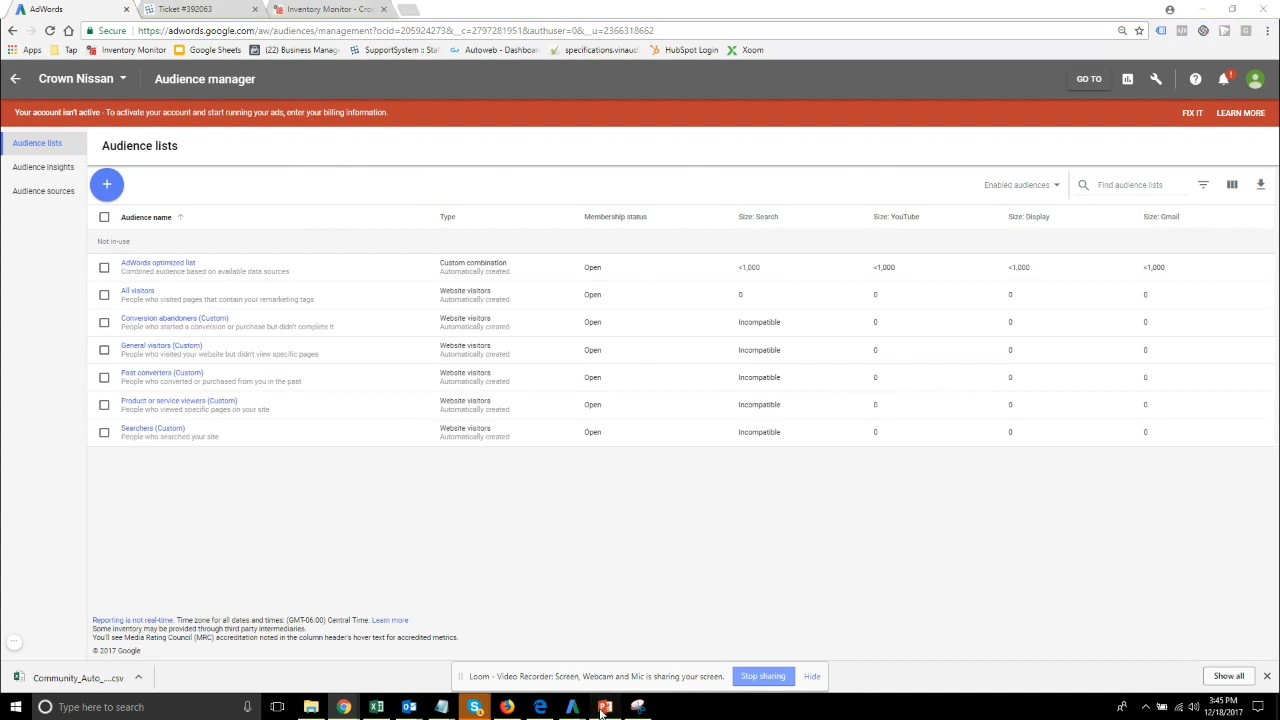 AdWords
Ticket #392063
Inventory Monitor - Cro
Secure
https://adwords.google.com/aw/audiences/management?ocid=2059242738&__c=2797281951&authuser=0&__u=2366318662
Apps
Tap
Inventory Monitor
Google Sheets
(22) Business Manag
SupportSystem :: Sta
Autoweb - Dashboar
specificationvinaud
HubSpot Login
Xoom
Crown Nissan
Audience manager
GO TO
Your account isn't active - To activate your account and start running your ads, enter your billing information.
FIX IT
LEARN MORE
Audience lists
Audience insights
Audience sources
Audience lists
Enabled audiences
Find audience lists
Audience name
Type
Membership status
Size: Search
Size: YouTube
Size: Display
Size: Gmail
Not in-use
AdWords optimized list
Combined audience based on available data sources
Custom combination
Automatically created
Open
<1,000
<1,000
<1,000
<1,000
All visitors
People who visited pages that contain your remarketing tags
Website visitors
Automatically created
Open
0
0
0
0
Conversion abandoners (Custom)
People who started a conversion or purchase but didn't complete it
Website visitors
Automatically created
Open
Incompatible
0
0
0
General visitors (Custom)
People who visited your website but didn't view specific pages
Website visitors
Automatically created
Open
Incompatible
0
0
0
Past converters (Custom)
People who converted or purchased from you in the past
Website visitors
Automatically created
Open
Incompatible
0
0
0
Product or service viewers (Custom)
People who viewed specific pages on your site
Website visitors
Automatically created
Open
Incompatible
0
0
0
Searchers (Custom)
People who searched your site
Website visitors
Automatically created
Open
Incompatible
0
0
0
Reporting is not real-time. Time zone for all dates and times: (GMT-06:00) Central Time. Learn more
Some inventory may be provided through third party intermediaries.
You'll see Media Rating Council (MRC) accreditation noted in the column header's hover text for accredited metrics.
© 2017 Google
Community_Auto_....csv
Loom - Video Recorder: Screen, Webcam and Mic is sharing your screen.
Stop sharing
Hide
Show all
Type here to search
3:45 PM
12/18/2017